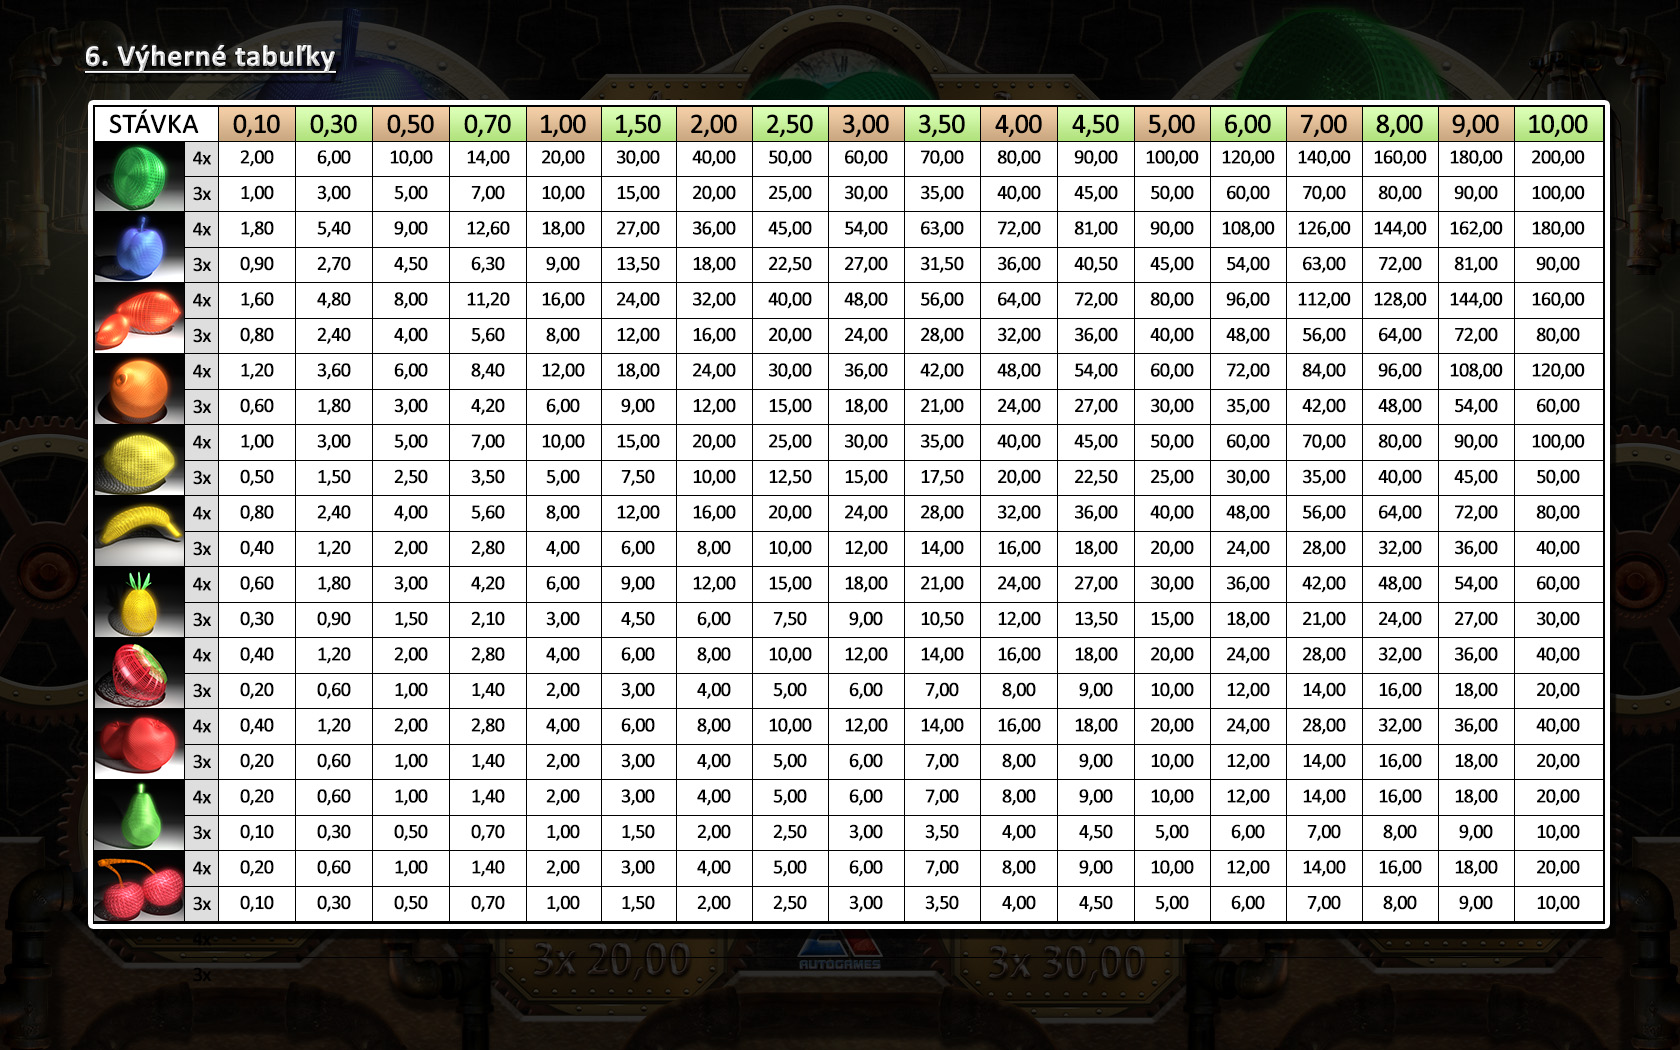 6. Výherné tabuľky
STÁVKA 0,10 0,30 0,50 0,70 1,00 1,50 2,00 2,50 3,00 3,50 4,00 4,50 5,00 6,00 7,00 8,00 9,00 10,00
4x 2,00 6,00 10,00 14,00 20,00 30,00 40,00 50,00 60,00 70,00 80,00 90,00 100,00 120,00 140,00 160,00 180,00 200,00
3x 1,00 3,00 5,00 7,00 10,00 15,00 20,00 25,00 30,00 35,00 40,00 45,00 50,00 60,00 70,00 80,00 90,00 100,00
4x 1,80 5,40 9,00 12,60 18,00 27,00 36,00 45,00 54,00 63,00 72,00 81,00 90,00 108,00 126,00 144,00 162,00 180,00
3x 0,90 2,70 4,50 6,30 9,00 13,50 18,00 22,50 27,00 31,50 36,00 40,50 45,00 54,00 63,00 72,00 81,00 90,00
4x 1,60 4,80 8,00 11,20 16,00 24,00 32,00 40,00 48,00 56,00 64,00 72,00 80,00 96,00 112,00 128,00 144,00 160,00
3x 0,80 2,40 4,00 5,60 8,00 12,00 16,00 20,00 24,00 28,00 32,00 36,00 40,00 48,00 56,00 64,00 72,00 80,00
4x 1,20 3,60 6,00 8,40 12,00 18,00 24,00 30,00 36,00 42,00 48,00 54,00 60,00 72,00 84,00 96,00 108,00 120,00
3x 0,60 1,80 3,00 4,20 6,00 9,00 12,00 15,00 18,00 21,00 24,00 27,00 30,00 35,00 42,00 48,00 54,00 60,00
4x 1,00 3,00 5,00 7,00 10,00 15,00 20,00 25,00 30,00 35,00 40,00 45,00 50,00 60,00 70,00 80,00 90,00 100,00
3x 0,50 1,50 2,50 3,50 5,00 7,50 10,00 12,50 15,00 17,50 20,00 22,50 25,00 30,00 35,00 40,00 45,00 50,00
4x 0,80 2,40 4,00 5,60 8,00 12,00 16,00 20,00 24,00 28,00 32,00 36,00 40,00 48,00 56,00 64,00 72,00 80,00
3x 0,40 1,20 2,00 2,80 4,00 6,00 8,00 10,00 12,00 14,00 16,00 18,00 20,00 24,00 28,00 32,00 36,00 40,00
4x 0,60 1,80 3,00 4,20 6,00 9,00 12,00 15,00 18,00 21,00 24,00 27,00 30,00 36,00 42,00 48,00 54,00 60,00
3x 0,30 0,90 1,50 2,10 3,00 4,50 6,00 7,50 9,00 10,50 12,00 13,50 15,00 18,00 21,00 24,00 27,00 30,00
4x 0,40 1,20 2,00 2,80 4,00 6,00 8,00 10,00 12,00 14,00 16,00 18,00 20,00 24,00 28,00 32,00 36,00 40,00
3x 0,20 0,60 1,00 1,40 2,00 3,00 4,00 5,00 6,00 7,00 8,00 9,00 10,00 12,00 14,00 16,00 18,00 20,00
4x 0,40 1,20 2,00 2,80 4,00 6,00 8,00 10,00 12,00 14,00 16,00 18,00 20,00 24,00 28,00 32,00 36,00 40,00
3x 0,20 0,60 1,00 1,40 2,00 3,00 4,00 5,00 6,00 7,00 8,00 9,00 10,00 12,00 14,00 16,00 18,00 20,00
4x 0,20 0,60 1,00 1,40 2,00 3,00 4,00 5,00 6,00 7,00 8,00 9,00 10,00 12,00 14,00 16,00 18,00 20,00
3x 0,10 0,30 0,50 0,70 1,00 1,50 2,00 2,50 3,00 3,50 4,00 4,50 5,00 6,00 7,00 8,00 9,00 10,00
4x 0,20 0,60 1,00 1,40 2,00 3,00 4,00 5,00 6,00 7,00 8,00 9,00 10,00 12,00 14,00 16,00 18,00 20,00
3x 0,10 0,30 0,50 0,70 1,00 1,50 2,00 2,50 3,00 3,50 4,00 4,50 5,00 6,00 7,00 8,00 9,00 10,00
4x
3x 20,00 AUTOGAMES 3x 30,00
3x